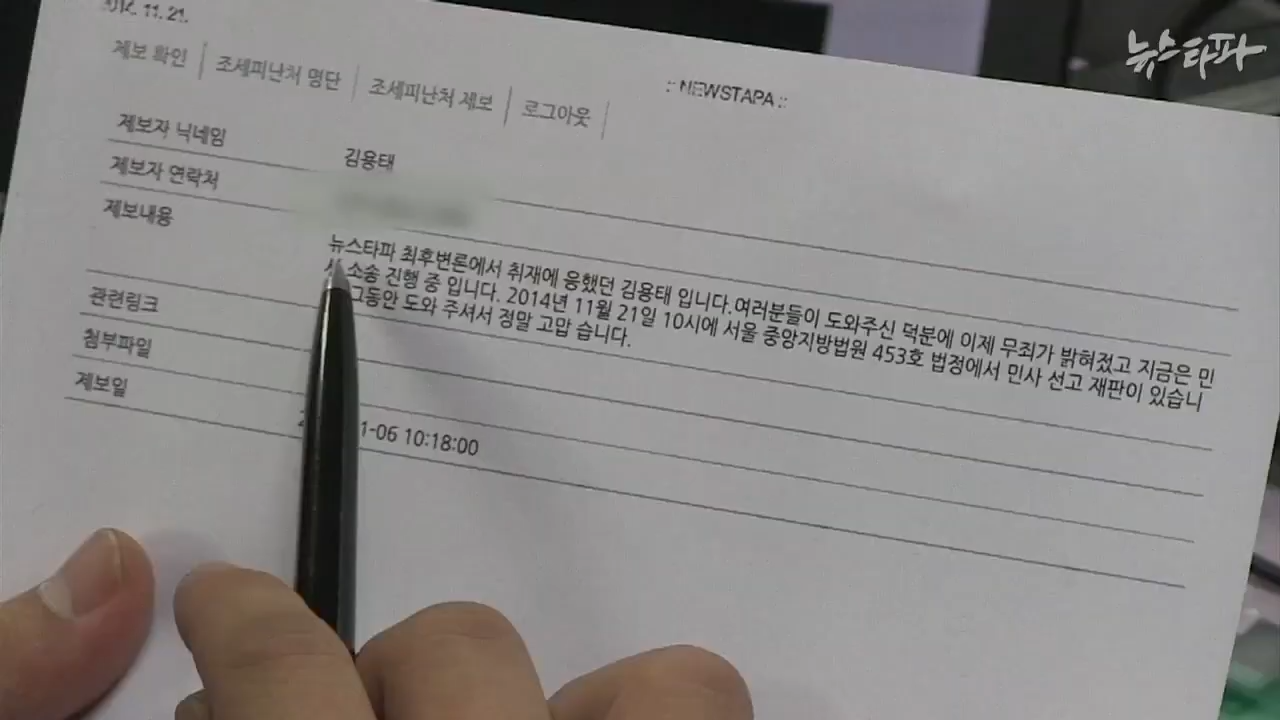 뉴스타파
2014. 11. 21.
제보 확인 | 조세피난처 명단 | 조세피난처 제보 | 로그아웃 |
:: NEWSTAPA ::
제보자 닉네임 김용태
제보자 연락처
제보내용
뉴스타파 최후변론에서 취재에 응했던 김용태 입니다.여러분들이 도와주신 덕분에 이제 무죄가 밝혀졌고 지금은 민
소송 진행 중 입니다. 2014년 11월 21일 10시에 서울 중앙지방법원 453호 법정에서 민사 선고 재판이 있습니
그동안 도와 주셔서 정말 고맙 습니다.
관련링크
첨부파일
제보일 1-06 10:18:00